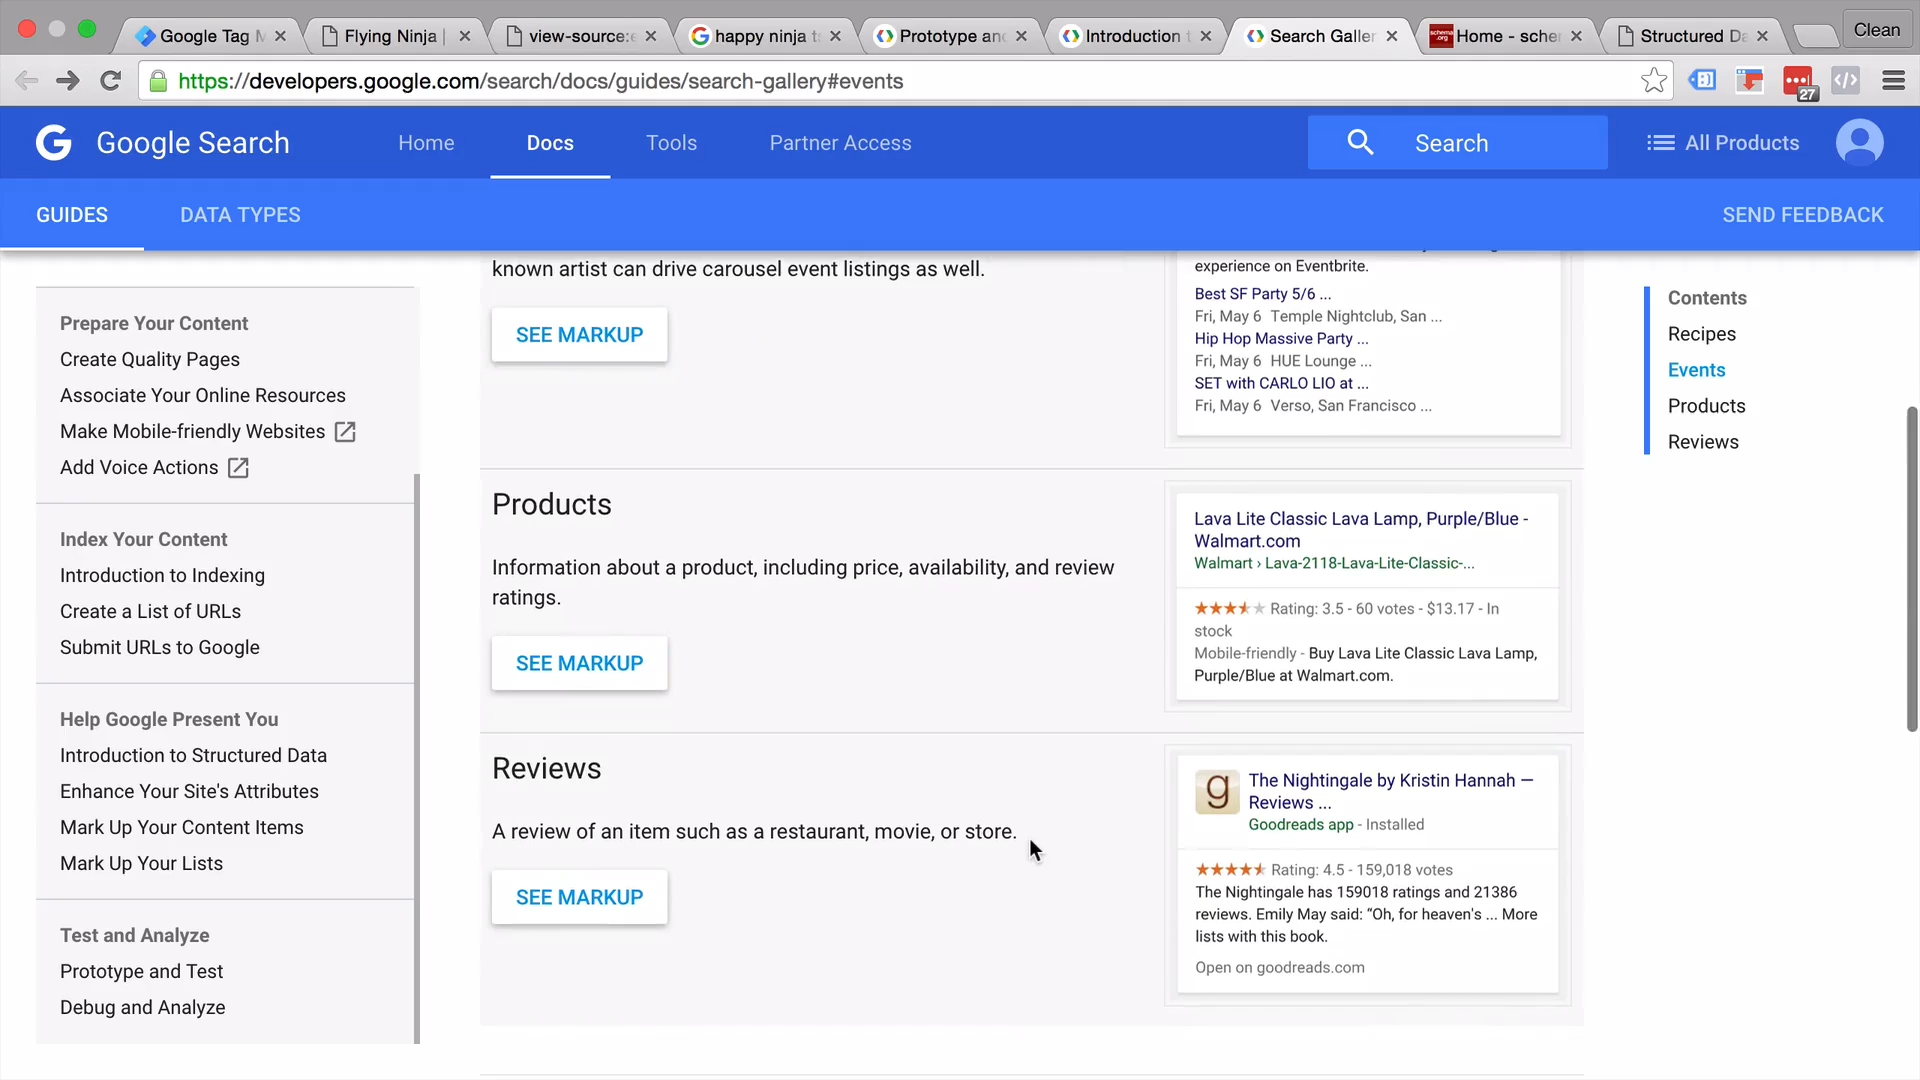 Google Tag M
Flying Ninja |
view-source:e
happy ninja ts
Prototype and
Introduction t
Search Galler
Home - sche
Structured Da
Clean
https://developers.google.com/search/docs/guides/search-gallery#events
27
Google Search
Home
Docs
Tools
Partner Access
Search
All Products
GUIDES
DATA TYPES
SEND FEEDBACK
Prepare Your Content
Create Quality Pages
Associate Your Online Resources
Make Mobile-friendly Websites
Add Voice Actions
Index Your Content
Introduction to Indexing
Create a List of URLs
Submit URLs to Google
Help Google Present You
Introduction to Structured Data
Enhance Your Site's Attributes
Mark Up Your Content Items
Mark Up Your Lists
Test and Analyze
Prototype and Test
Debug and Analyze
known artist can drive carousel event listings as well.
SEE MARKUP
experience on Eventbrite.
Best SF Party 5/6 ...
Fri, May 6 Temple Nightclub, San ...
Hip Hop Massive Party ...
Fri, May 6 HUE Lounge ...
SET with CARLO LIO at ...
Fri, May 6 Verso, San Francisco ...
Products
Information about a product, including price, availability, and review
ratings.
SEE MARKUP
Lava Lite Classic Lava Lamp, Purple/Blue -
Walmart.com
Walmart › Lava-2118-Lava-Lite-Classic-...
Rating: 3.5 - 60 votes - $13.17 - In
stock
Mobile-friendly - Buy Lava Lite Classic Lava Lamp,
Purple/Blue at Walmart.com.
Reviews
A review of an item such as a restaurant, movie, or store.
SEE MARKUP
g
The Nightingale by Kristin Hannah —
Reviews ...
Goodreads app - Installed
Rating: 4.5 - 159,018 votes
The Nightingale has 159018 ratings and 21386
reviews. Emily May said: “Oh, for heaven's ... More
lists with this book.
Open on goodreads.com
Contents
Recipes
Events
Products
Reviews